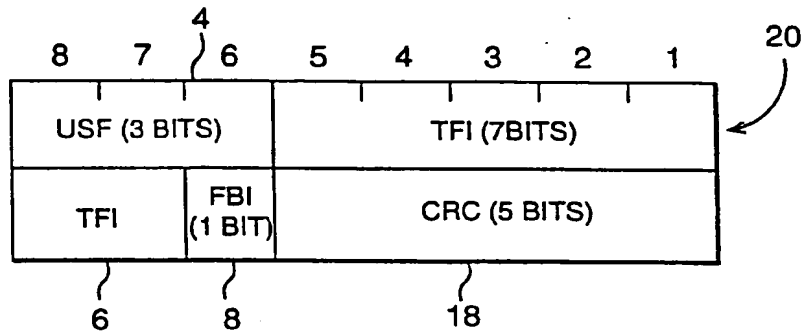 4
8 7 6 5 4 3 2 1
20
USF (3 BITS) TFI (7BITS)
TFI FBI (1 BIT) CRC (5 BITS)
6 8 18